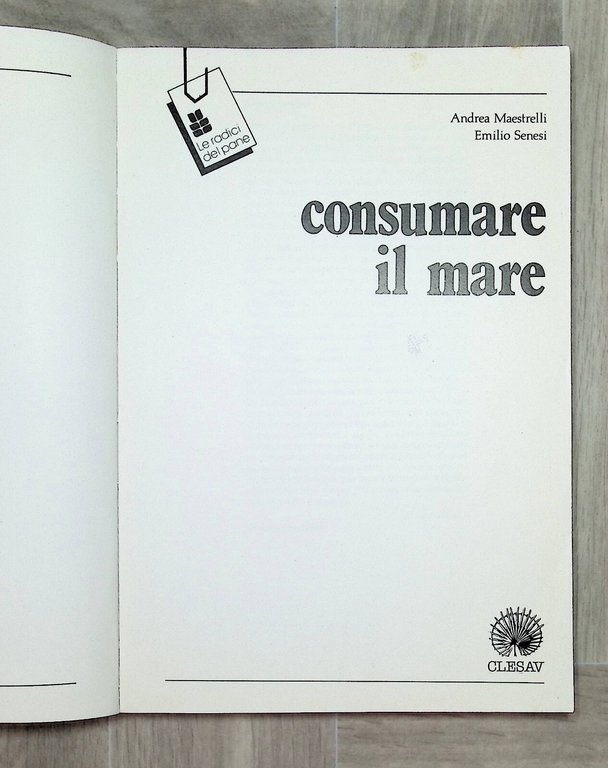 Le radici
del pane
Andrea Maestrelli
Emilio Senesi
consumare
il mare
CLESAV